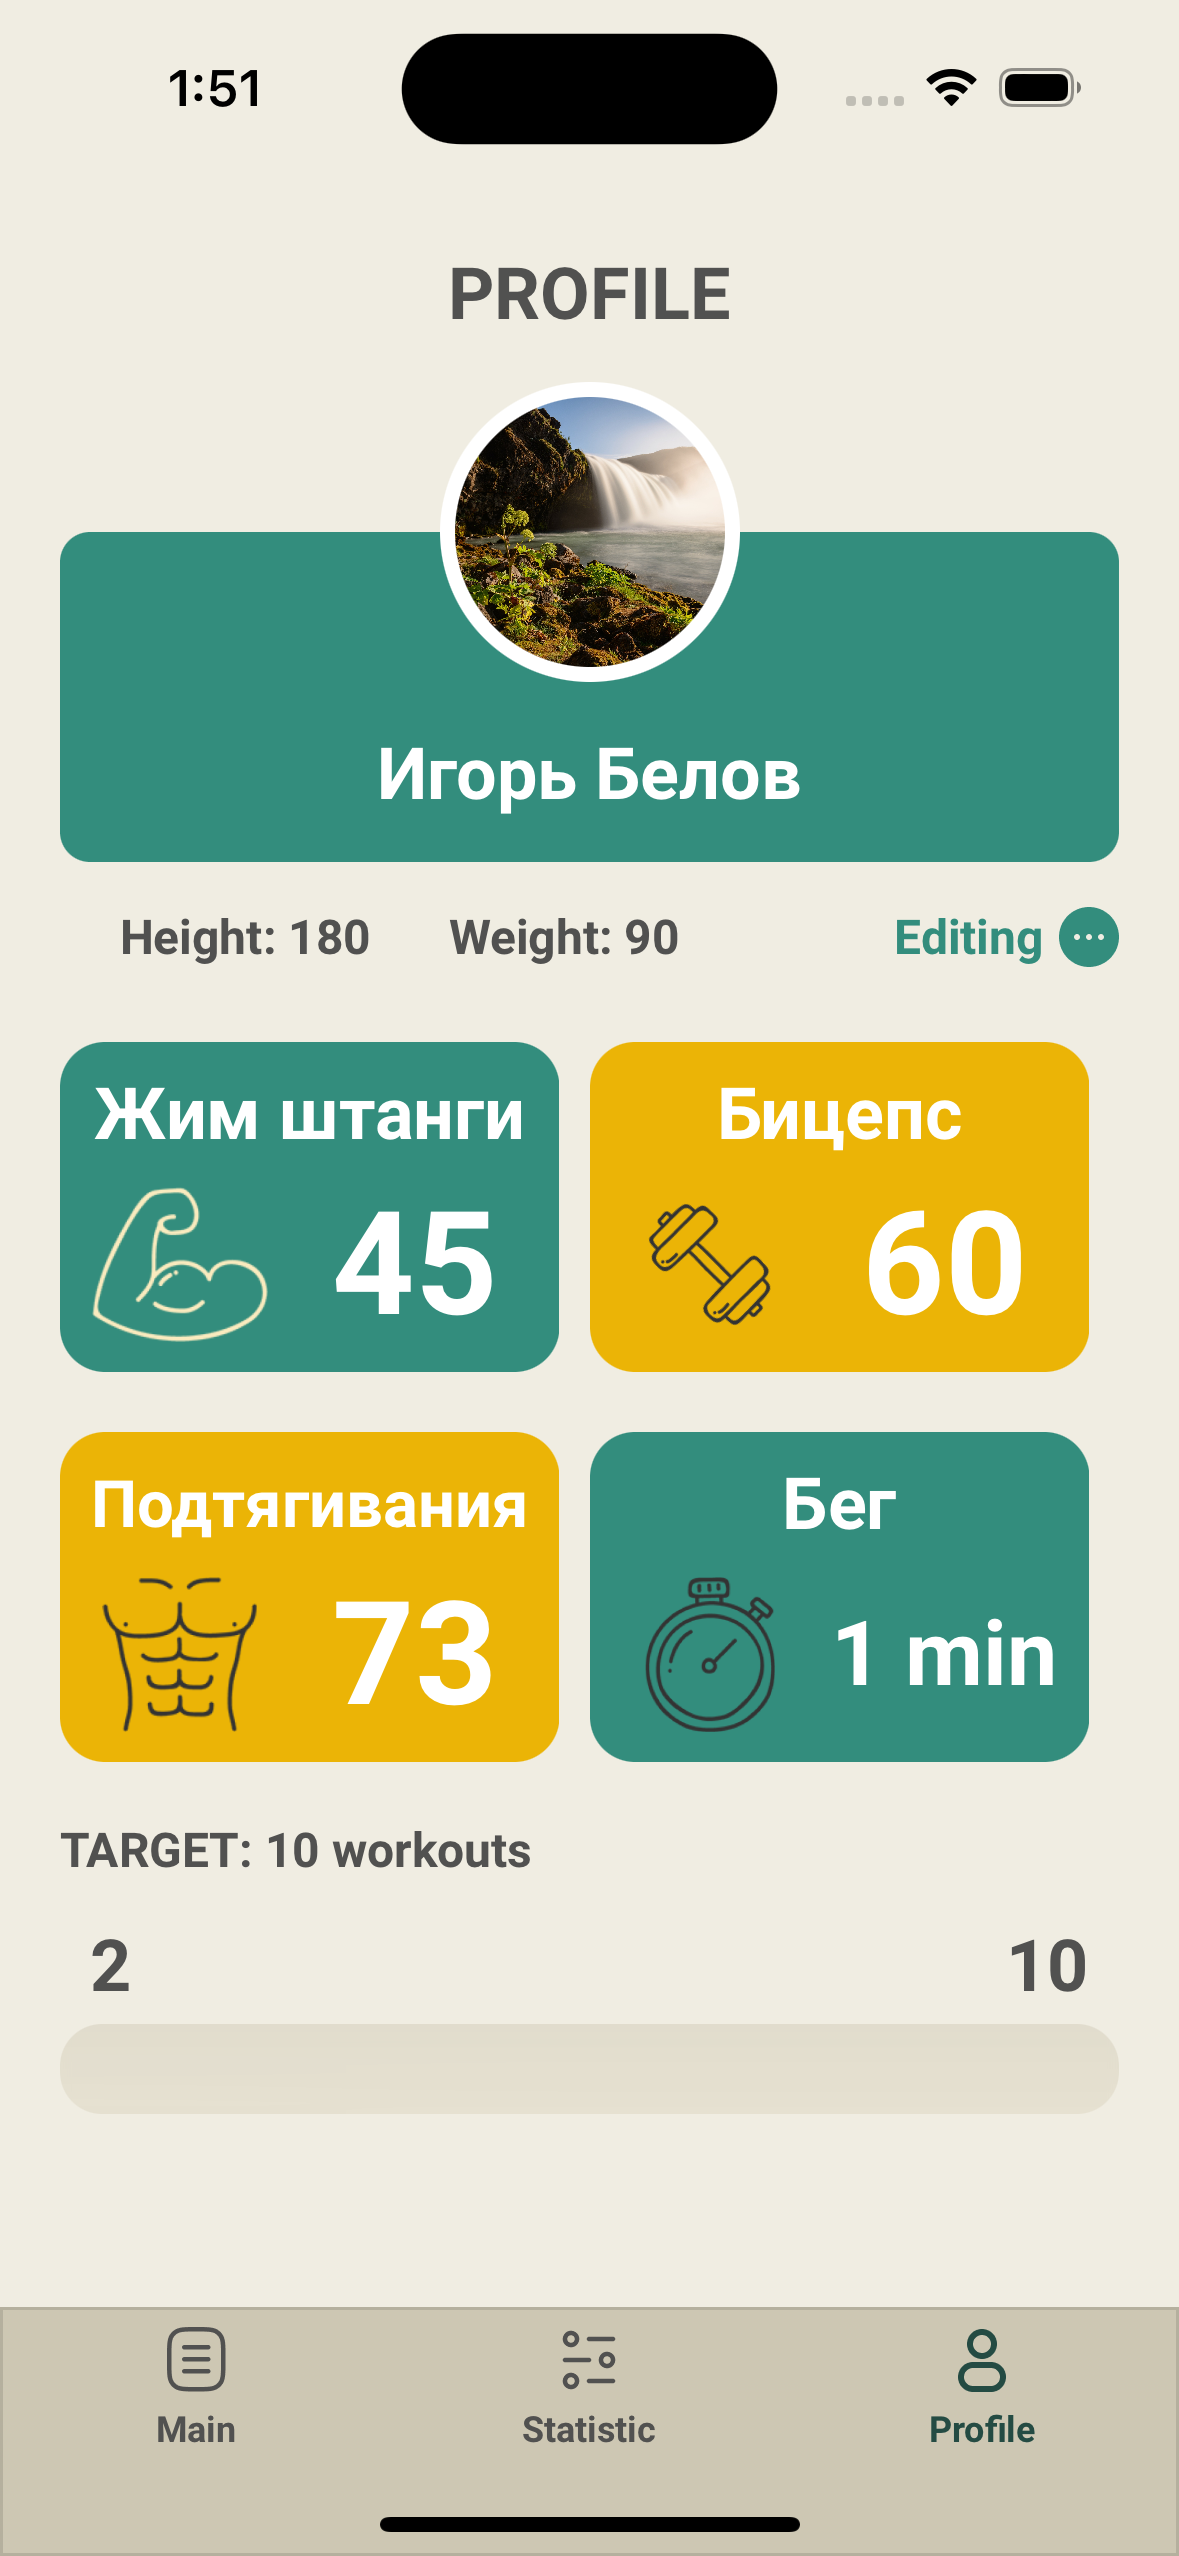 1:51
PROFILE
Игорь Белов
Height: 180 Weight: 90 Editing
Жим штанги
45
Бицепс
60
Подтягивания
73
Бег
1 min
TARGET: 10 workouts
2 10
Main Statistic Profile